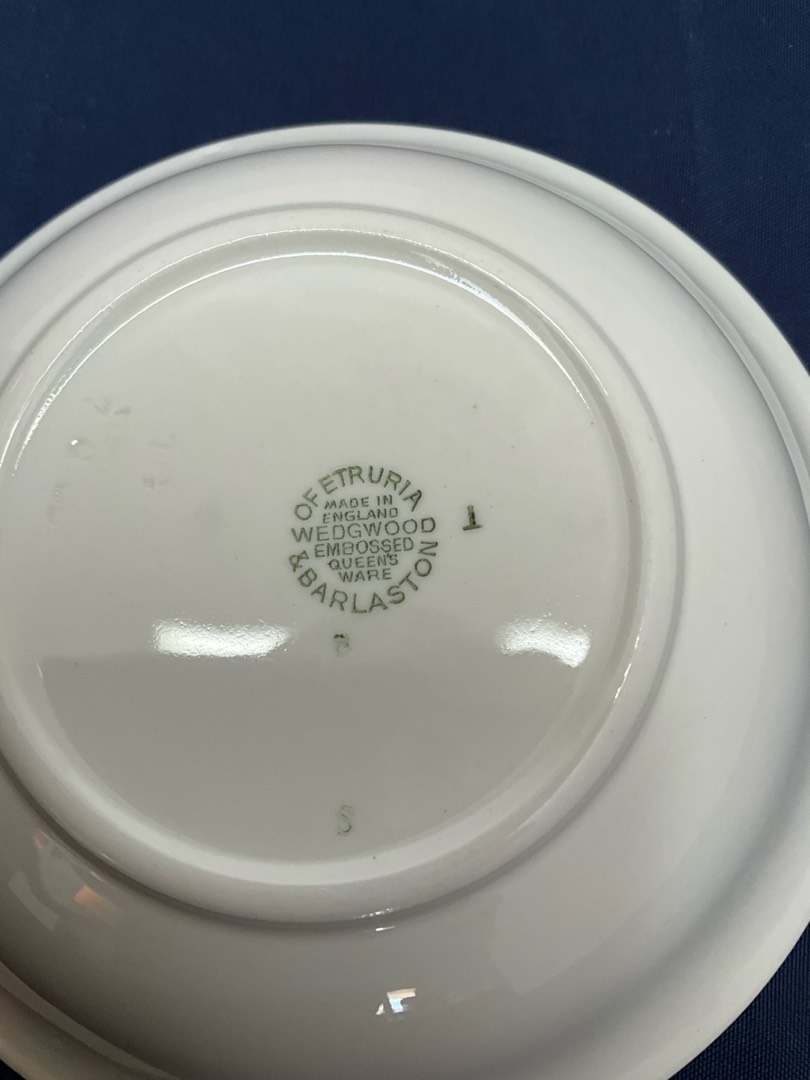 OF ETRURIA
MADE IN
ENGLAND
WEDGWOOD
EMBOSSED
QUEEN'S
WARE
& BARLASTON
1